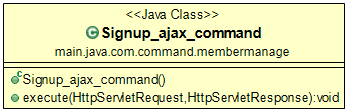 <<Java Class>>
Signup_ajax_command
main.java.com.command.membermanage
Signup_ajax_command()
execute(HttpServletRequest,HttpServletResponse):void